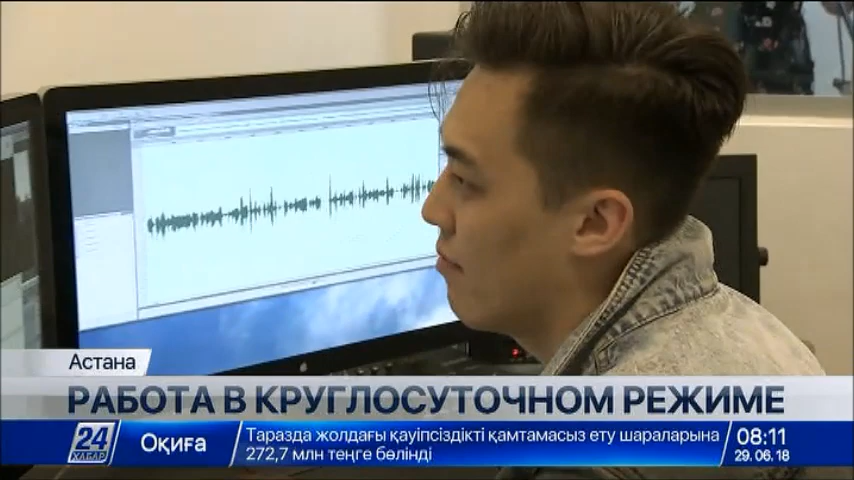 Астана
РАБОТА В КРУГЛОСУТОЧНОМ РЕЖИМЕ
24
ХАБАР
Оқиға
Таразда жолдағы қауіпсіздікті қамтамасыз ету шараларына
272,7 млн теңге бөлінді
08:11
29.06.18